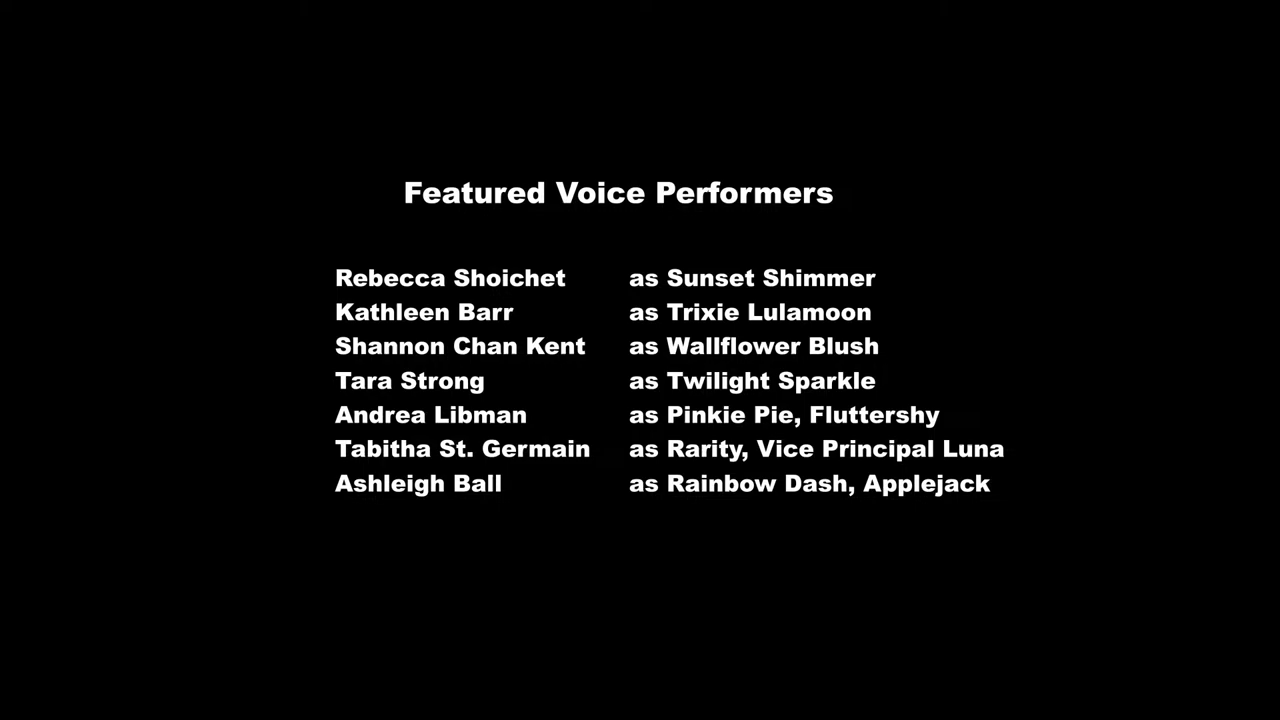 Featured Voice Performers
Rebecca Shoichet as Sunset Shimmer
Kathleen Barr as Trixie Lulamoon
Shannon Chan Kent as Wallflower Blush
Tara Strong as Twilight Sparkle
Andrea Libman as Pinkie Pie, Fluttershy
Tabitha St. Germain as Rarity, Vice Principal Luna
Ashleigh Ball as Rainbow Dash, Applejack